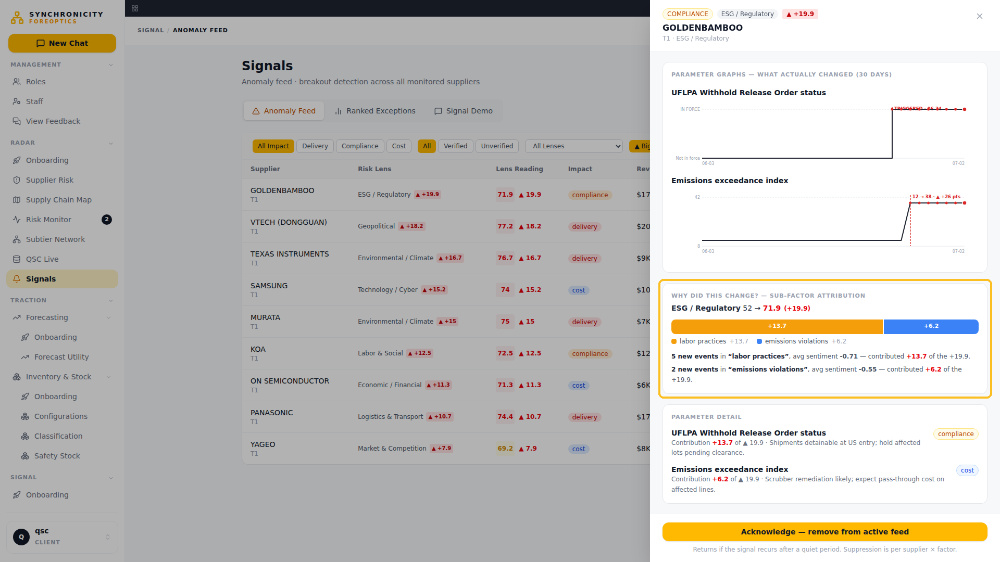 SYNCHRONICITY
FOREOPTICS
New Chat
MANAGEMENT
Roles
Staff
View Feedback
RADAR
Onboarding
Supplier Risk
Supply Chain Map
Risk Monitor 2
Subtier Network
QSC Live
Signals
TRACTION
Forecasting
Onboarding
Forecast Utility
Inventory & Stock
Onboarding
Configurations
Classification
Safety Stock
SIGNAL
Onboarding
Q qsc
CLIENT
SIGNAL / ANOMALY FEED
Signals
Anomaly feed · breakout detection across all monitored suppliers
Anomaly Feed Ranked Exceptions Signal Demo
All Impact Delivery Compliance Cost All Verified Unverified All Lenses ▲ Big
Supplier Risk Lens Lens Reading Impact Rev
GOLDENBAMBOO ESG / Regulatory ▲ +19.9 71.9 ▲ 19.9 compliance $17
T1
VTECH (DONGGUAN) Geopolitical ▲ +18.2 77.2 ▲ 18.2 delivery $20
T1
TEXAS INSTRUMENTS Environmental / Climate ▲ +16.7 76.7 ▲ 16.7 delivery $9K
T1
SAMSUNG Technology / Cyber ▲ +15.2 74 ▲ 15.2 cost $10
T1
MURATA Environmental / Climate ▲ +15 75 ▲ 15 delivery $7K
T1
KOA Labor & Social ▲ +12.5 72.5 ▲ 12.5 compliance $12
T1
ON SEMICONDUCTOR Economic / Financial ▲ +11.3 71.3 ▲ 11.3 cost $6K
T1
PANASONIC Logistics & Transport ▲ +10.7 74.4 ▲ 10.7 delivery $17
T1
YAGEO Market & Competition ▲ +7.9 69.2 ▲ 7.9 cost $8K
T1
COMPLIANCE ESG / Regulatory ▲ +19.9
GOLDENBAMBOO
T1 · ESG / Regulatory
PARAMETER GRAPHS — WHAT ACTUALLY CHANGED (30 DAYS)
UFLPA Withhold Release Order status
IN FORCE TRIGGERED · 06-24
Not in force
06-03 07-02
Emissions exceedance index
42 12 → 38 · ▲ +26 pts
8
06-03 07-02
WHY DID THIS CHANGE? — SUB-FACTOR ATTRIBUTION
ESG / Regulatory 52 → 71.9 (+19.9)
+13.7 +6.2
labor practices +13.7 emissions violations +6.2
5 new events in “labor practices”, avg sentiment -0.71 — contributed +13.7 of the +19.9.
2 new events in “emissions violations”, avg sentiment -0.55 — contributed +6.2 of the
+19.9.
PARAMETER DETAIL
UFLPA Withhold Release Order status compliance
Contribution +13.7 of ▲ 19.9 · Shipments detainable at US entry; hold affected
lots pending clearance.
Emissions exceedance index cost
Contribution +6.2 of ▲ 19.9 · Scrubber remediation likely; expect pass-through cost on
affected lines.
Acknowledge — remove from active feed
Returns if the signal recurs after a quiet period. Suppression is per supplier × factor.